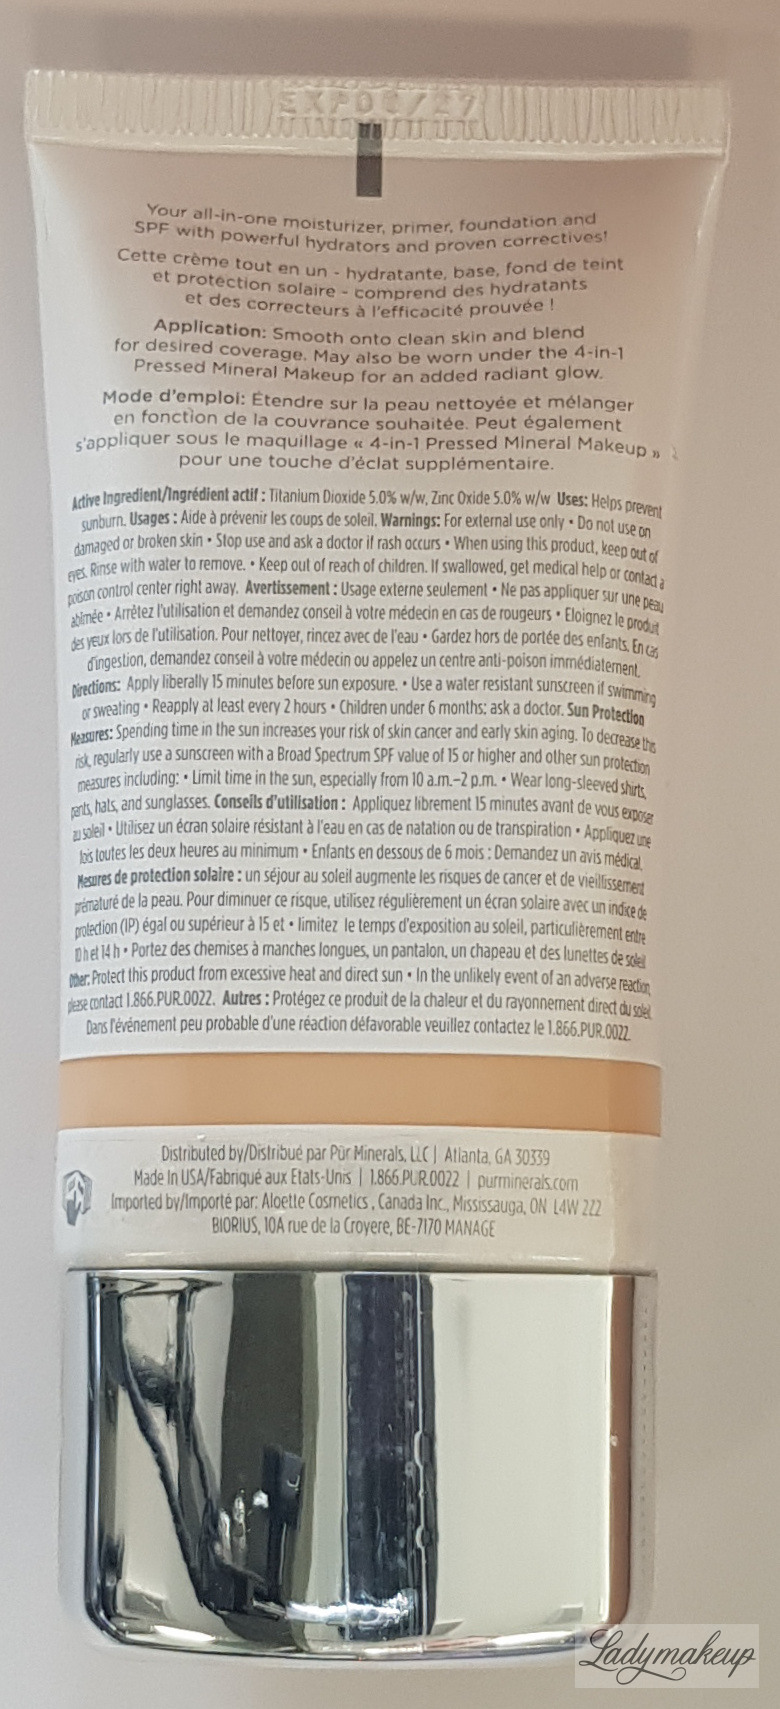 Your all-in-one moisturizer, primer, foundation and
SPF with powerful hydrators and proven correctives!
Cette crème tout en un - hydratante, base, fond de teint
et protection solaire - comprend des hydratants
et des correcteurs à l'efficacité prouvée !
Application: Smooth onto clean skin and blend
for desired coverage. May also be worn under the 4-in-1
Pressed Mineral Makeup for an added radiant glow.
Mode d'emploi: Étendre sur la peau nettoyée et mélanger
en fonction de la couvrance souhaitée. Peut également
s'appliquer sous le maquillage « 4-in-1 Pressed Mineral Makeup »
pour une touche d'éclat supplémentaire.
Active Ingredient/Ingrédient actif : Titanium Dioxide 5.0% w/w, Zinc Oxide 5.0% w/w Uses: Helps prevent
sunburn. Usages : Aide à prévenir les coups de soleil. Warnings: For external use only • Do not use on
damaged or broken skin • Stop use and ask a doctor if rash occurs • When using this product, keep out of
eyes. Rinse with water to remove. • Keep out of reach of children. If swallowed, get medical help or contact a
poison control center right away. Avertissement : Usage externe seulement • Ne pas appliquer sur une peau
abîmée • Arrêtez l'utilisation et demandez conseil à votre médecin en cas de rougeurs • Eloignez le produit
des yeux lors de l'utilisation. Pour nettoyer, rincez avec de l'eau • Gardez hors de portée des enfants. En cas
d'ingestion, demandez conseil à votre médecin ou appelez un centre anti-poison immédiatement.
Directions: Apply liberally 15 minutes before sun exposure. • Use a water resistant sunscreen if swimming
or sweating • Reapply at least every 2 hours • Children under 6 months: ask a doctor. Sun Protection
Measures: Spending time in the sun increases your risk of skin cancer and early skin aging. To decrease this
risk, regularly use a sunscreen with a Broad Spectrum SPF value of 15 or higher and other sun protection
measures including: • Limit time in the sun, especially from 10 a.m.–2 p.m. • Wear long-sleeved shirts,
pants, hats, and sunglasses. Conseils d'utilisation : Appliquez librement 15 minutes avant de vous exposer
au soleil • Utilisez un écran solaire résistant à l'eau en cas de natation ou de transpiration • Appliquez une
fois toutes les deux heures au minimum • Enfants en dessous de 6 mois : Demandez un avis médical.
Mesures de protection solaire : un séjour au soleil augmente les risques de cancer et de vieillissement
prématuré de la peau. Pour diminuer ce risque, utilisez régulièrement un écran solaire avec un indice de
protection (IP) égal ou supérieur à 15 et • limitez le temps d'exposition au soleil, particulièrement entre
10 h et 14 h • Portez des chemises à manches longues, un pantalon, un chapeau et des lunettes de soleil
Other: Protect this product from excessive heat and direct sun • In the unlikely event of an adverse reaction,
please contact 1.866.PUR.0022. Autres : Protégez ce produit de la chaleur et du rayonnement direct du soleil.
Dans l'événement peu probable d'une réaction défavorable veuillez contactez le 1.866.PUR.0022.
Distributed by/Distribué par Pür Minerals, LLC | Atlanta, GA 30339
Made In USA/Fabriqué aux Etats-Unis | 1.866.PUR.0022 | purminerals.com
Imported by/Importé par: Aloette Cosmetics, Canada Inc., Mississauga, ON L4W 2Z2
BIORIUS, 10A rue de la Croyere, BE-7170 MANAGE
Ladymakeup